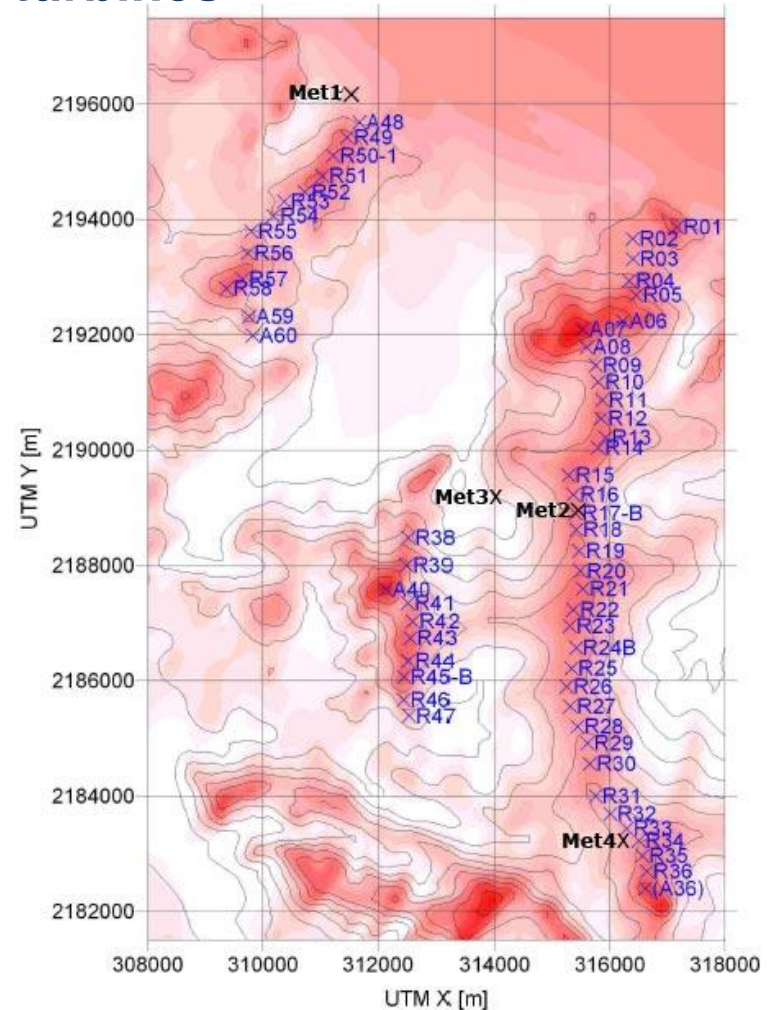 2196000
Met1
A48
R49
R50-1
R51
R52
R53
R54
2194000
R55
R01
R02
R56
R03
R57
R04
R58
R05
A59
A06
A07
2192000
A60
A08
R09
R10
R11
R12
R13
2190000
R14
R15
Met3
R16
Met2
R17-B
R18
R38
R19
2188000
R39
R20
A40
R21
R41
R22
R42
R23
R43
R24B
R44
R25
2186000
R45-B
R26
R46
R27
R47
R28
R29
R30
2184000
R31
R32
R33
Met4
R34
R35
R36
(A36)
2182000
308000 310000 312000 314000 316000 318000
UTM X [m]
UTM Y [m]